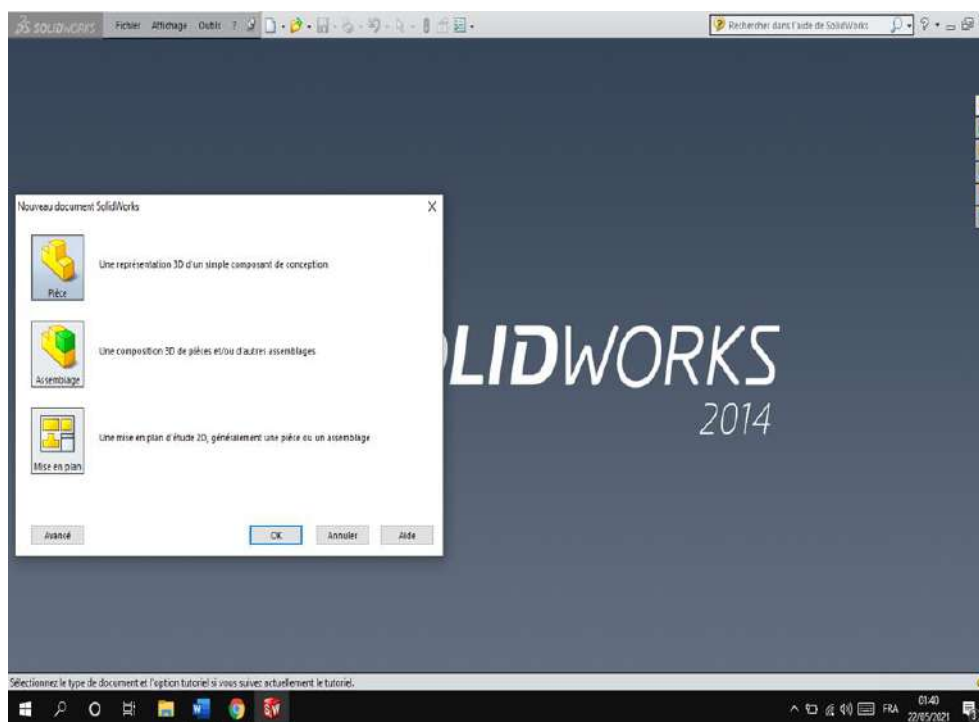 SOLIDWORKS Fichier Affichage Outils ? Rechercher dans l'aide de SolidWorks ?
Nouveau document SolidWorks X
Une représentation 3D d'un simple composant de conception
Pièce
Une composition 3D de pièces et/ou d'autres assemblages
Assemblage
LIDWORKS
2014
Une mise en plan d'étude 2D, généralement une pièce ou un assemblage
Mise en plan
Avancé OK Annuler Aide
Sélectionnez le type de document et l'option tutoriel si vous suivez actuellement le tutoriel.
FRA 01:40
22/05/2021